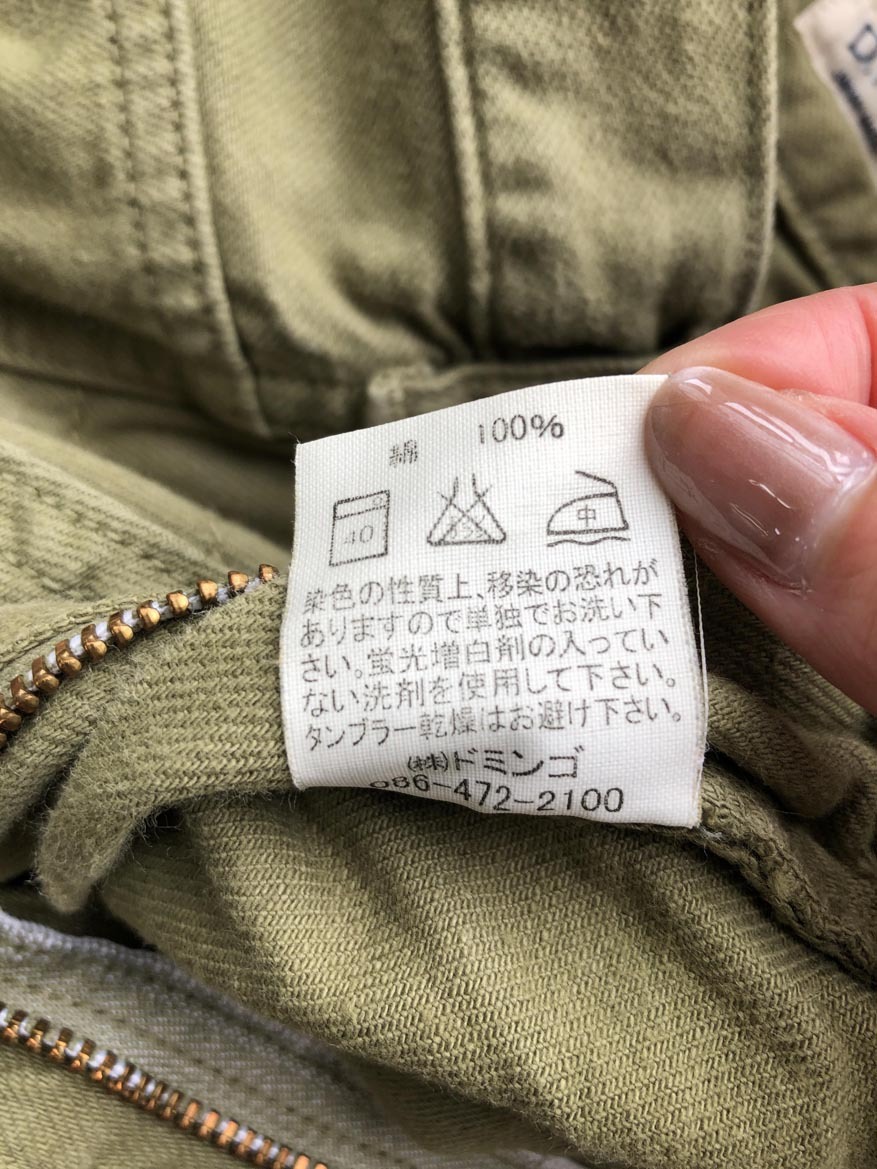 綿 100%
40 中
染色の性質上、移染の恐れが
ありますので単独でお洗い下
さい。蛍光増白剤の入ってい
ない洗剤を使用して下さい。
タンブラー乾燥はお避け下さい。
㈱ドミンゴ
086-472-2100